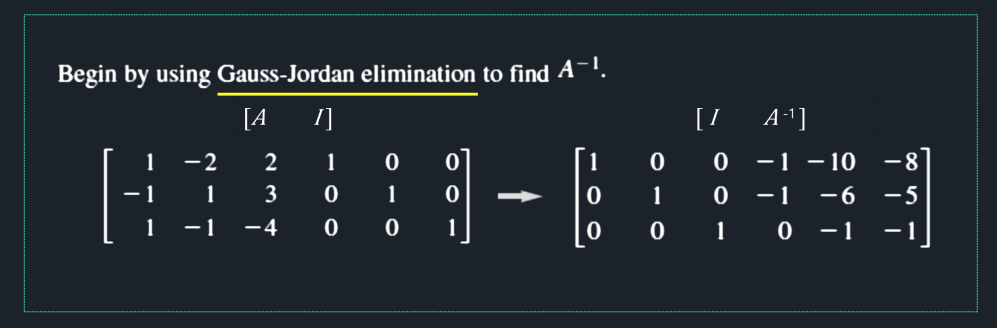 Begin by using Gauss-Jordan elimination to find A⁻¹.
[A I] [I A⁻¹]
[ 1 −2 2 1 0 0 ] → [ 1 0 0 −1 −10 −8 ]
[ −1 1 3 0 1 0 ] [ 0 1 0 −1 −6 −5 ]
[ 1 −1 −4 0 0 1 ] [ 0 0 1 0 −1 −1 ]